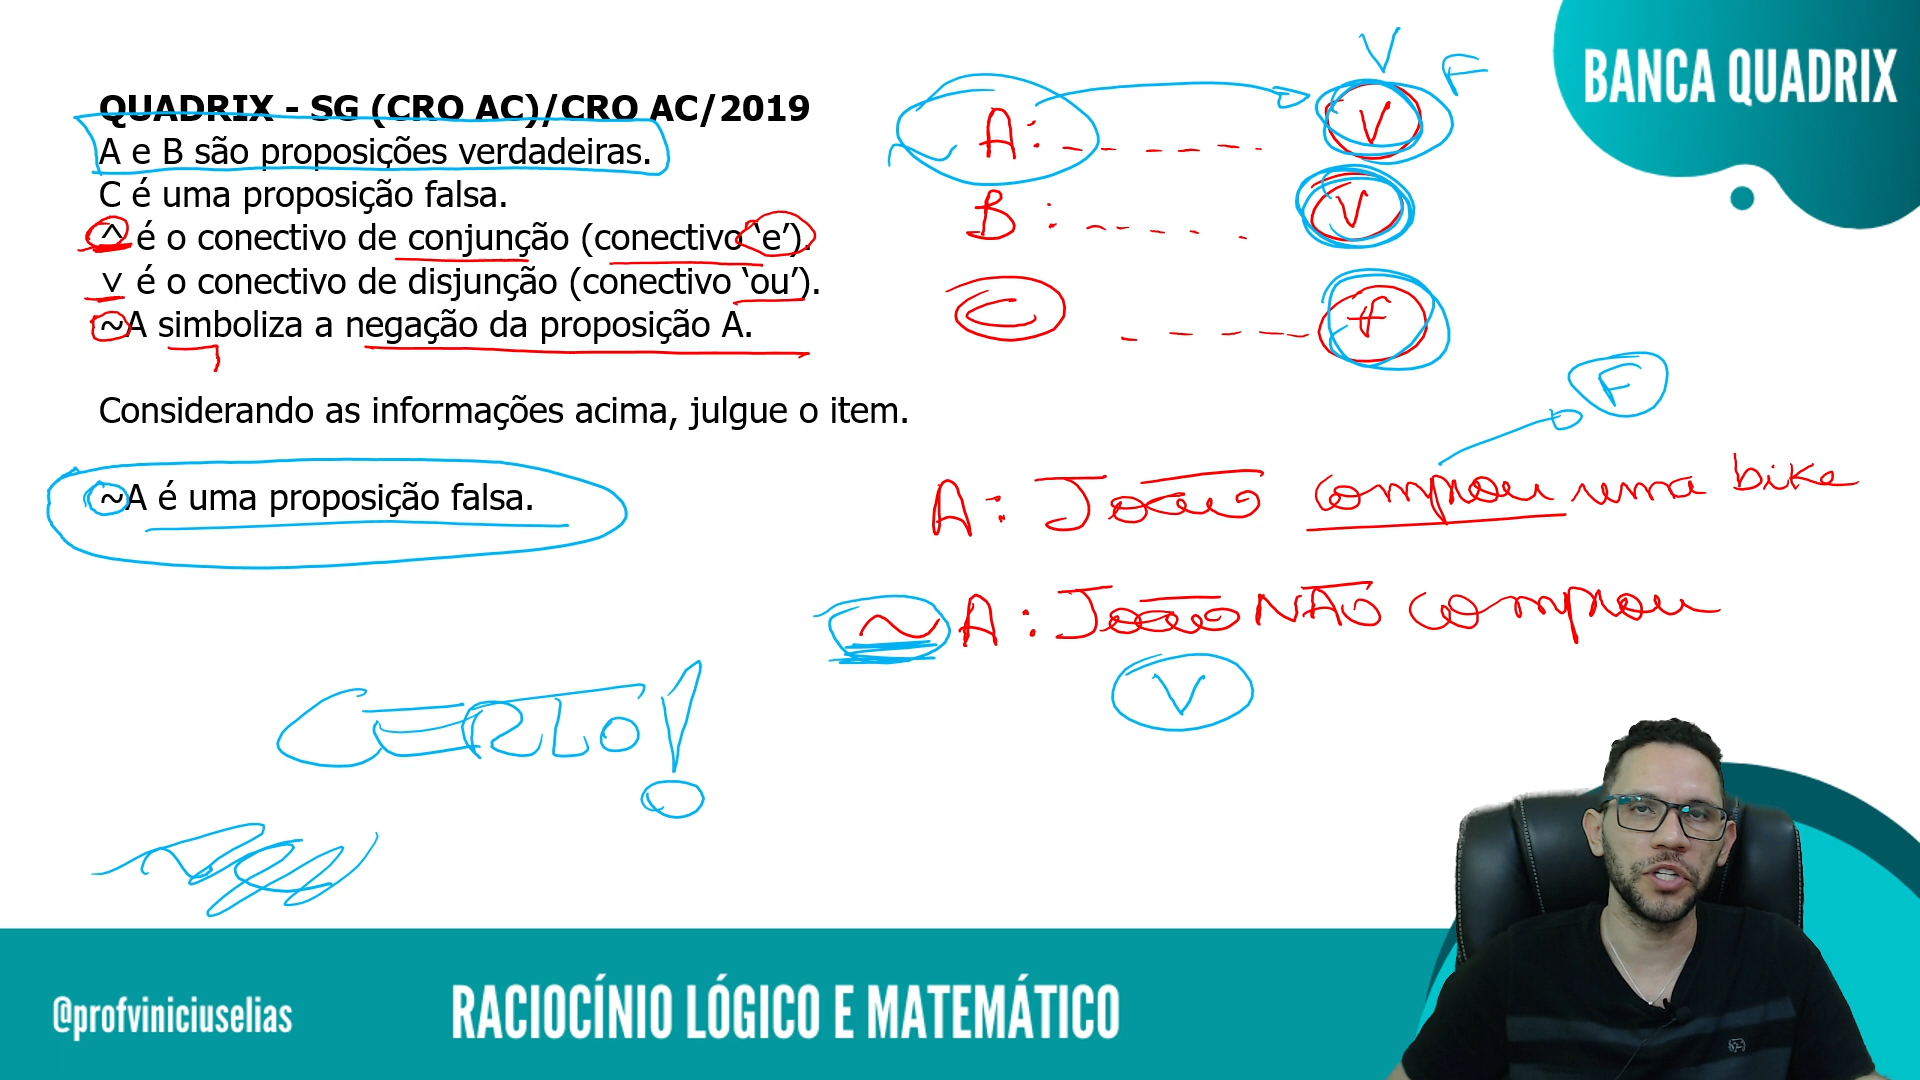 QUADRIX - SG (CRO AC)/CRO AC/2019
A e B são proposições verdadeiras.
C é uma proposição falsa.
^ é o conectivo de conjunção (conectivo ‘e’).
v é o conectivo de disjunção (conectivo ‘ou’).
~A simboliza a negação da proposição A.
Considerando as informações acima, julgue o item.
~A é uma proposição falsa.
CERTO!
V F
~ A: V
B: V
C F
F
A: João comprou uma bike
~A: João NÃO comprou
V
BANCA QUADRIX
@profviniciuselias
RACIOCÍNIO LÓGICO E MATEMÁTICO